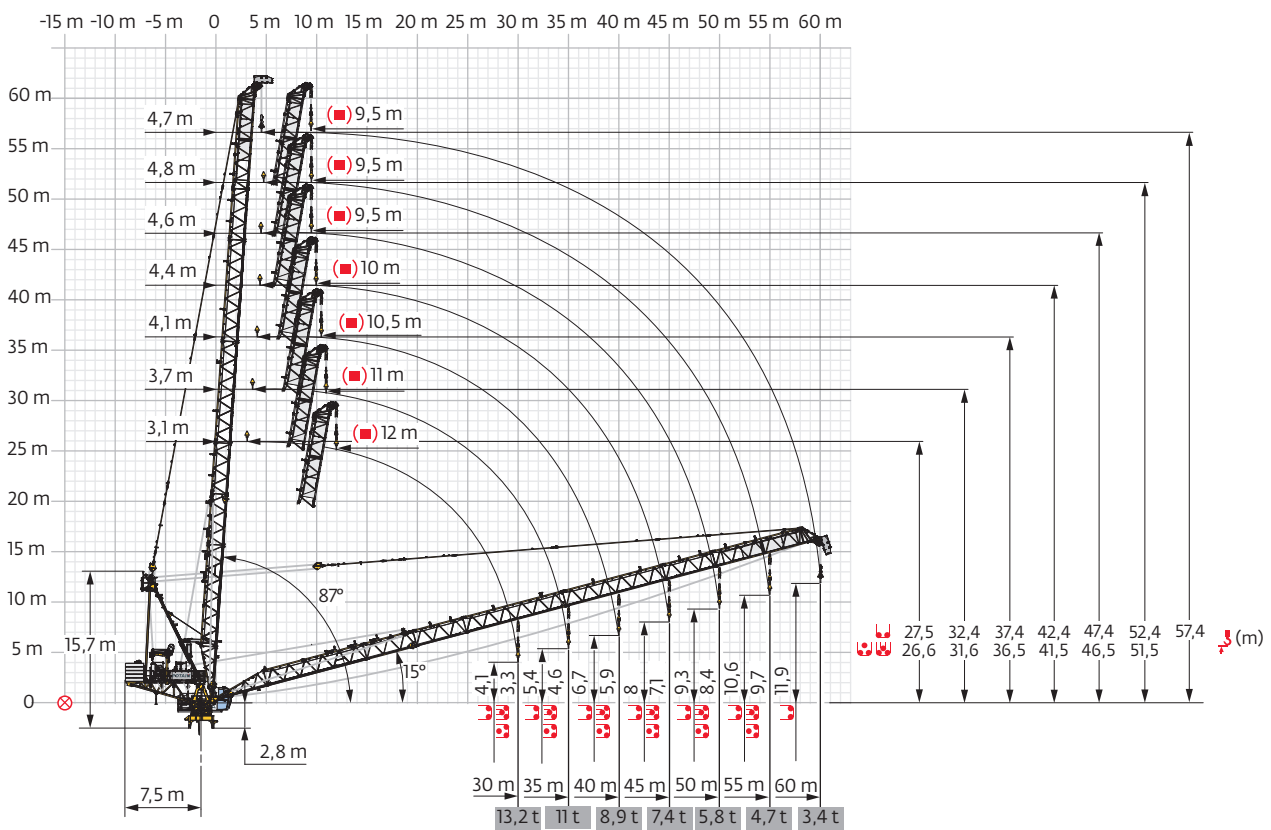 -15 m -10 m -5 m 0 5 m 10 m 15 m 20 m 25 m 30 m 35 m 40 m 45 m 50 m 55 m 60 m
60 m
4,7 m (■) 9,5 m
55 m
4,8 m (■) 9,5 m
50 m
4,6 m (■) 9,5 m
45 m
4,4 m (■) 10 m
40 m
4,1 m (■) 10,5 m
35 m
3,7 m (■) 11 m
30 m
3,1 m (■) 12 m
25 m
20 m
15 m
87°
10 m
15,7 m
15°
5 m
27,5 32,4 37,4 42,4 47,4 52,4 57,4 (m)
26,6 31,6 36,5 41,5 46,5 51,5
4,1 3,3 5,4 4,6 6,7 5,9 8 7,1 9,3 8,4 10,6 9,7 11,9
0
2,8 m
7,5 m
30 m 35 m 40 m 45 m 50 m 55 m 60 m
13,2 t 11 t 8,9 t 7,4 t 5,8 t 4,7 t 3,4 t